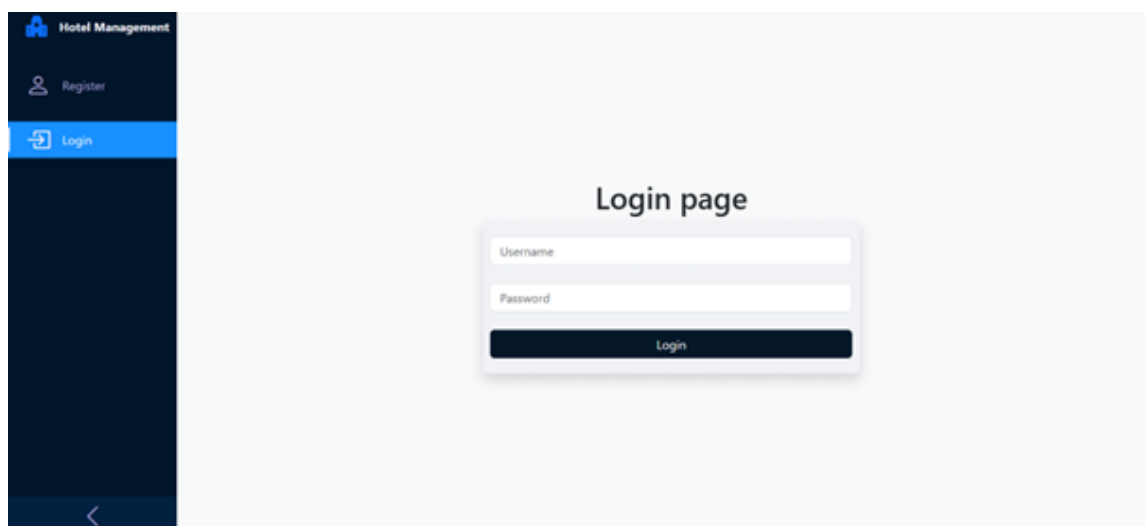 Hotel Management
Register
Login
Login page
Username
Password
Login